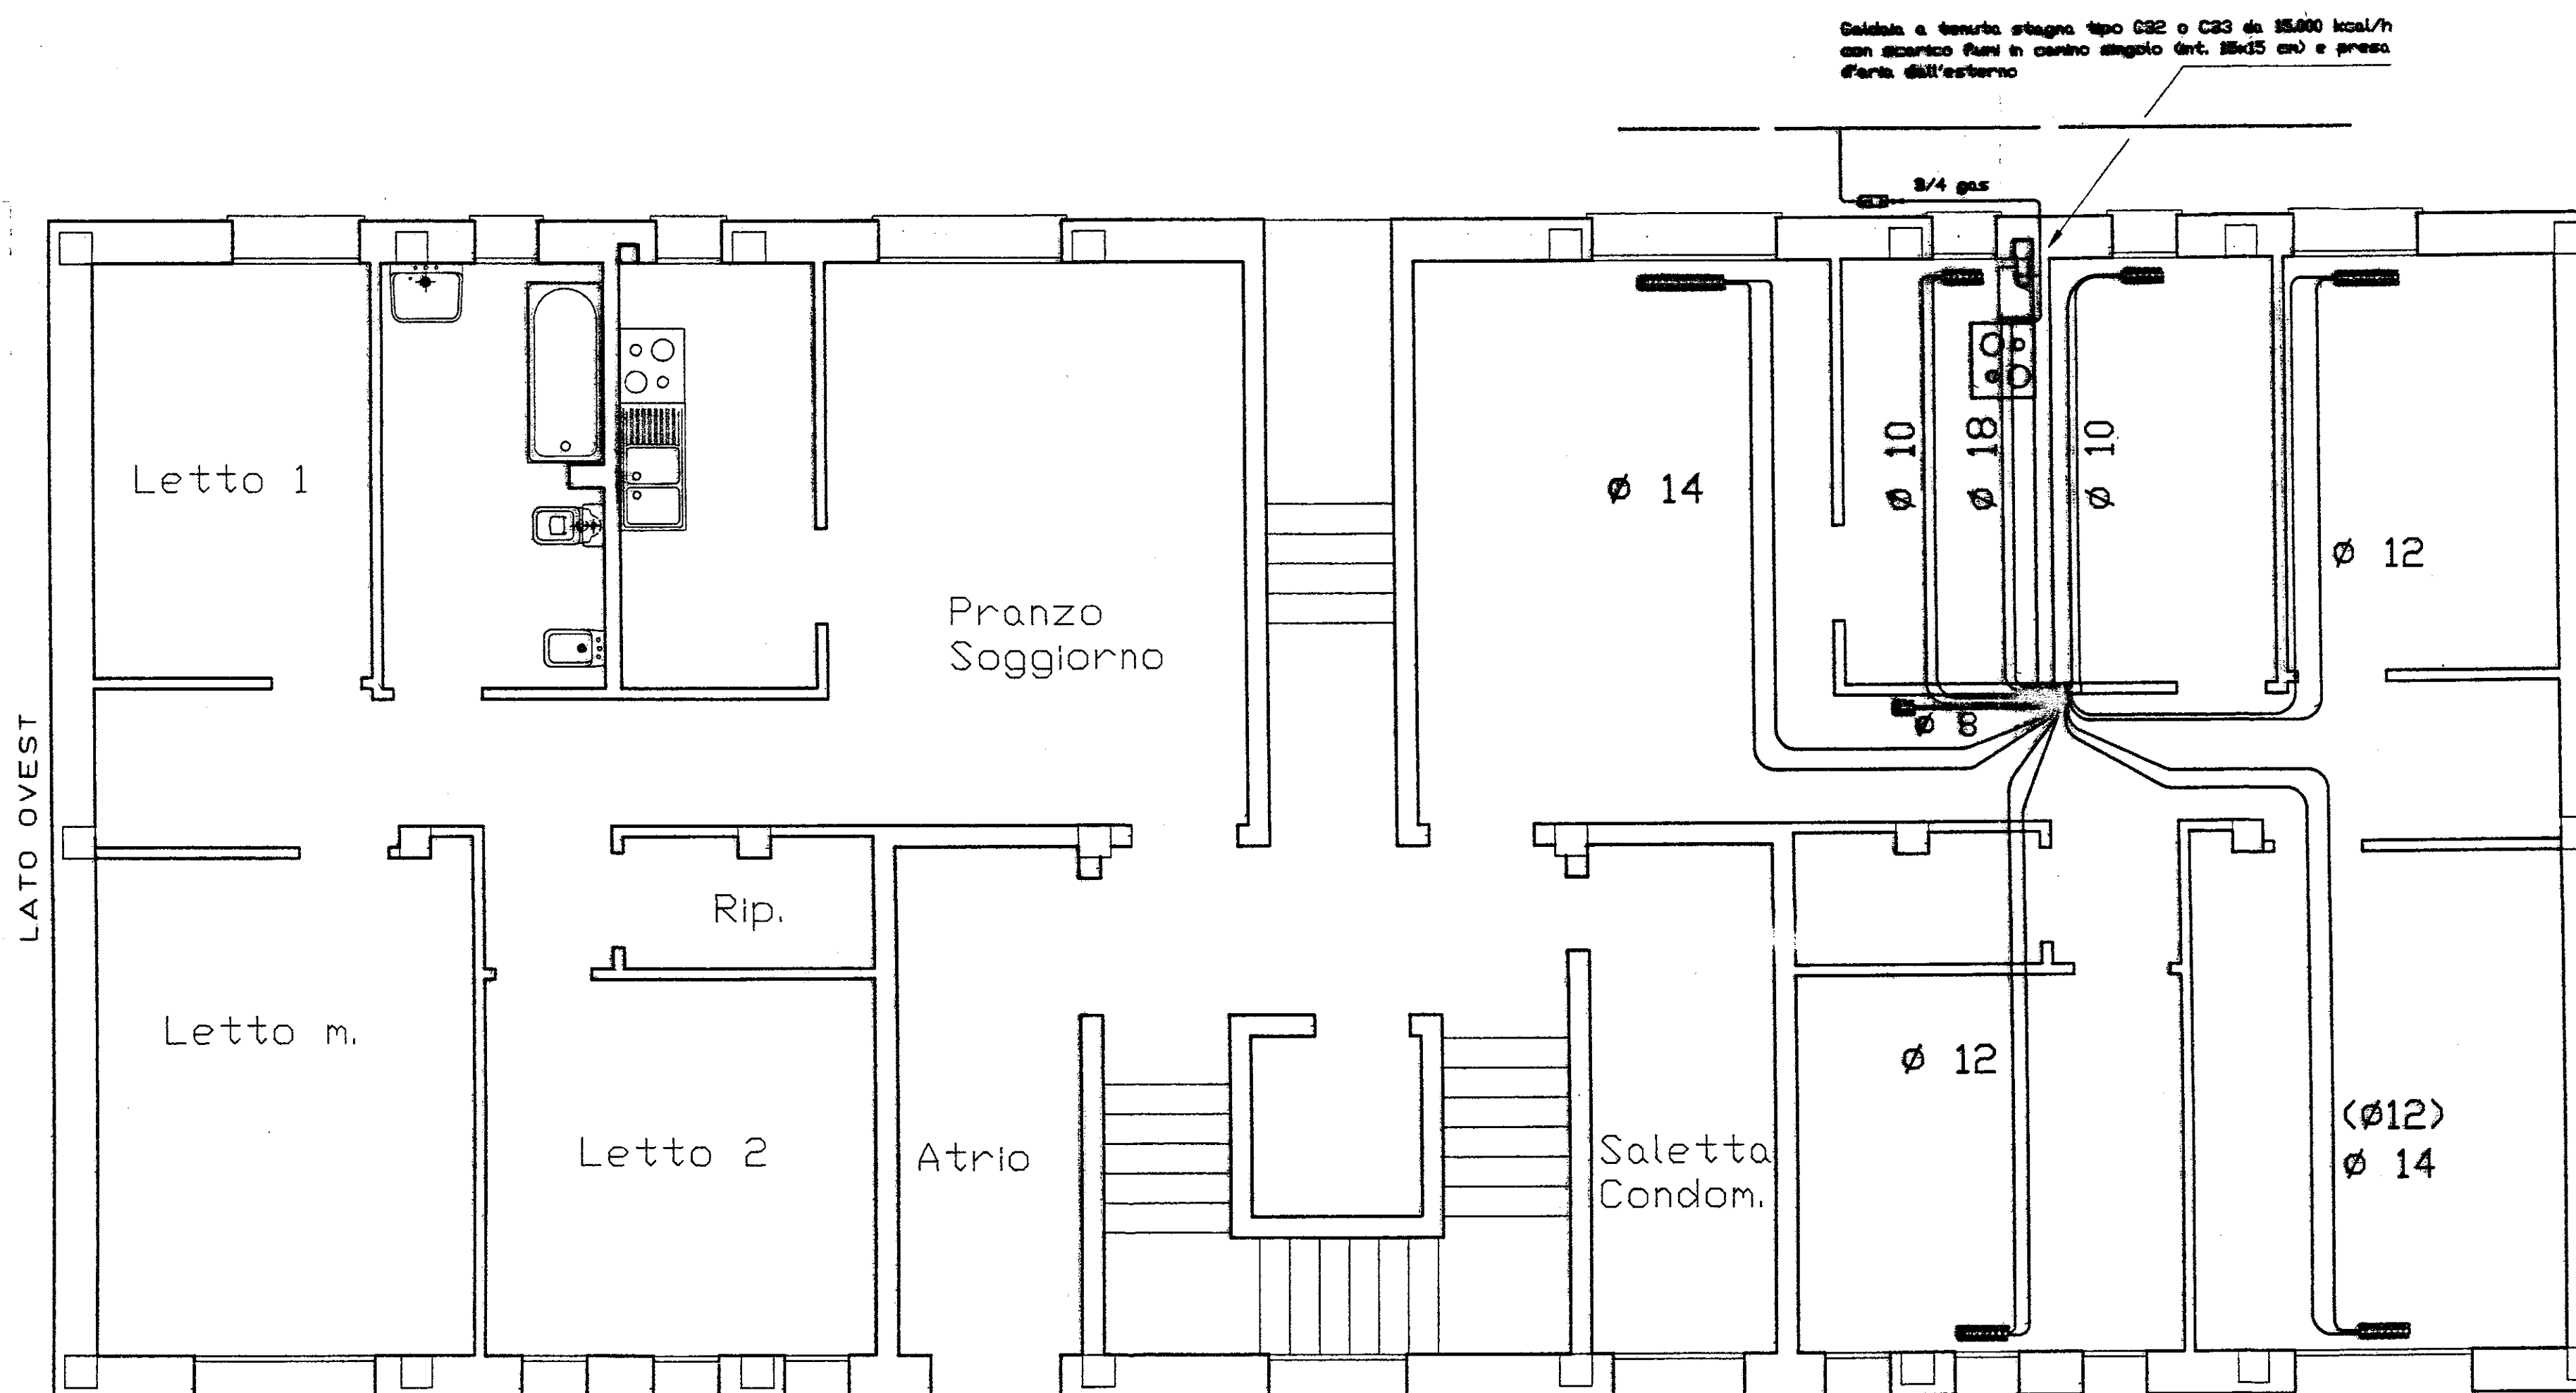 Caldaia a tenuta stagna tipo C32 o C33 da 15.000 kcal/h
con scarico fumi in camino singolo (int. 15x15 cm) e presa
d'aria dall'esterno
3/4 gas
Letto 1
Ø 14
Ø 10
Ø 18
Ø 10
Ø 12
Pranzo
Soggiorno
Ø 8
LATO OVEST
Rip.
Letto m.
Letto 2
Atrio
Saletta
Condom.
Ø 12
(Ø12)
Ø 14